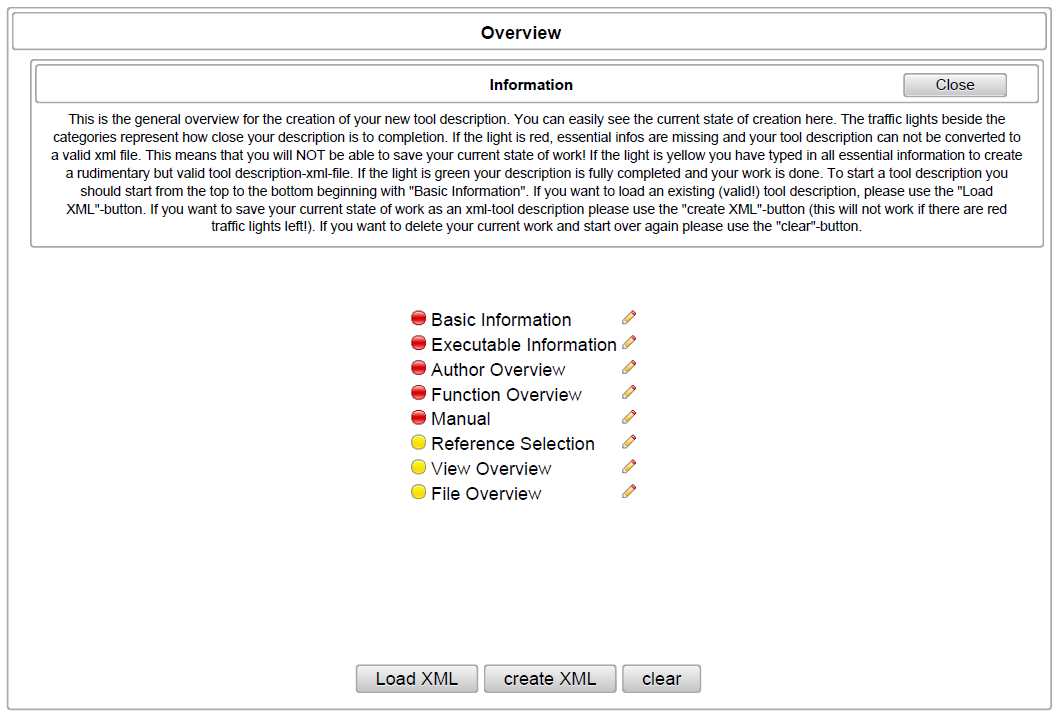 Overview
Information
Close
This is the general overview for the creation of your new tool description. You can easily see the current state of creation here. The traffic lights beside the
categories represent how close your description is to completion. If the light is red, essential infos are missing and your tool description can not be converted to
a valid xml file. This means that you will NOT be able to save your current state of work! If the light is yellow you have typed in all essential information to create
a rudimentary but valid tool description-xml-file. If the light is green your description is fully completed and your work is done. To start a tool description you
should start from the top to the bottom beginning with "Basic Information". If you want to load an existing (valid!) tool description, please use the "Load
XML"-button. If you want to save your current state of work as an xml-tool description please use the "create XML"-button (this will not work if there are red
traffic lights left!). If you want to delete your current work and start over again please use the "clear"-button.
Basic Information
Executable Information
Author Overview
Function Overview
Manual
Reference Selection
View Overview
File Overview
Load XML
create XML
clear